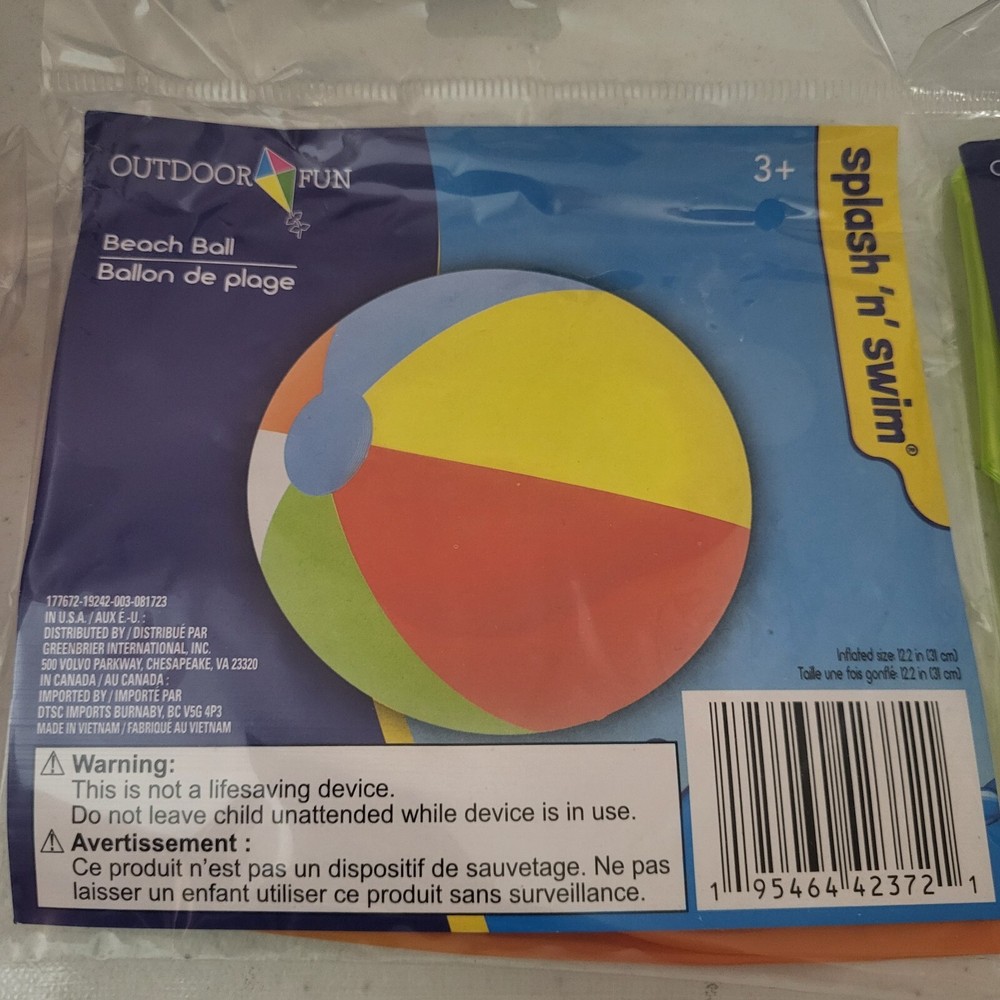 OUTDOOR FUN
Beach Ball
Ballon de plage
3+
splash 'n' swim®
177672-19242-003-081723
IN U.S.A. / AUX É.-U. :
DISTRIBUTED BY / DISTRIBUÉ PAR
GREENBRIER INTERNATIONAL, INC.
500 VOLVO PARKWAY, CHESAPEAKE, VA 23320
IN CANADA / AU CANADA :
IMPORTED BY / IMPORTÉ PAR
DTSC IMPORTS BURNABY, BC V5G 4P3
MADE IN VIETNAM / FABRIQUÉ AU VIETNAM
Inflated size: 12.2 in (31 cm)
Taille une fois gonflé: 12.2 in (31 cm)
⚠ Warning:
This is not a lifesaving device.
Do not leave child unattended while device is in use.
⚠ Avertissement :
Ce produit n'est pas un dispositif de sauvetage. Ne pas
laisser un enfant utiliser ce produit sans surveillance.
1 95464 42372 1